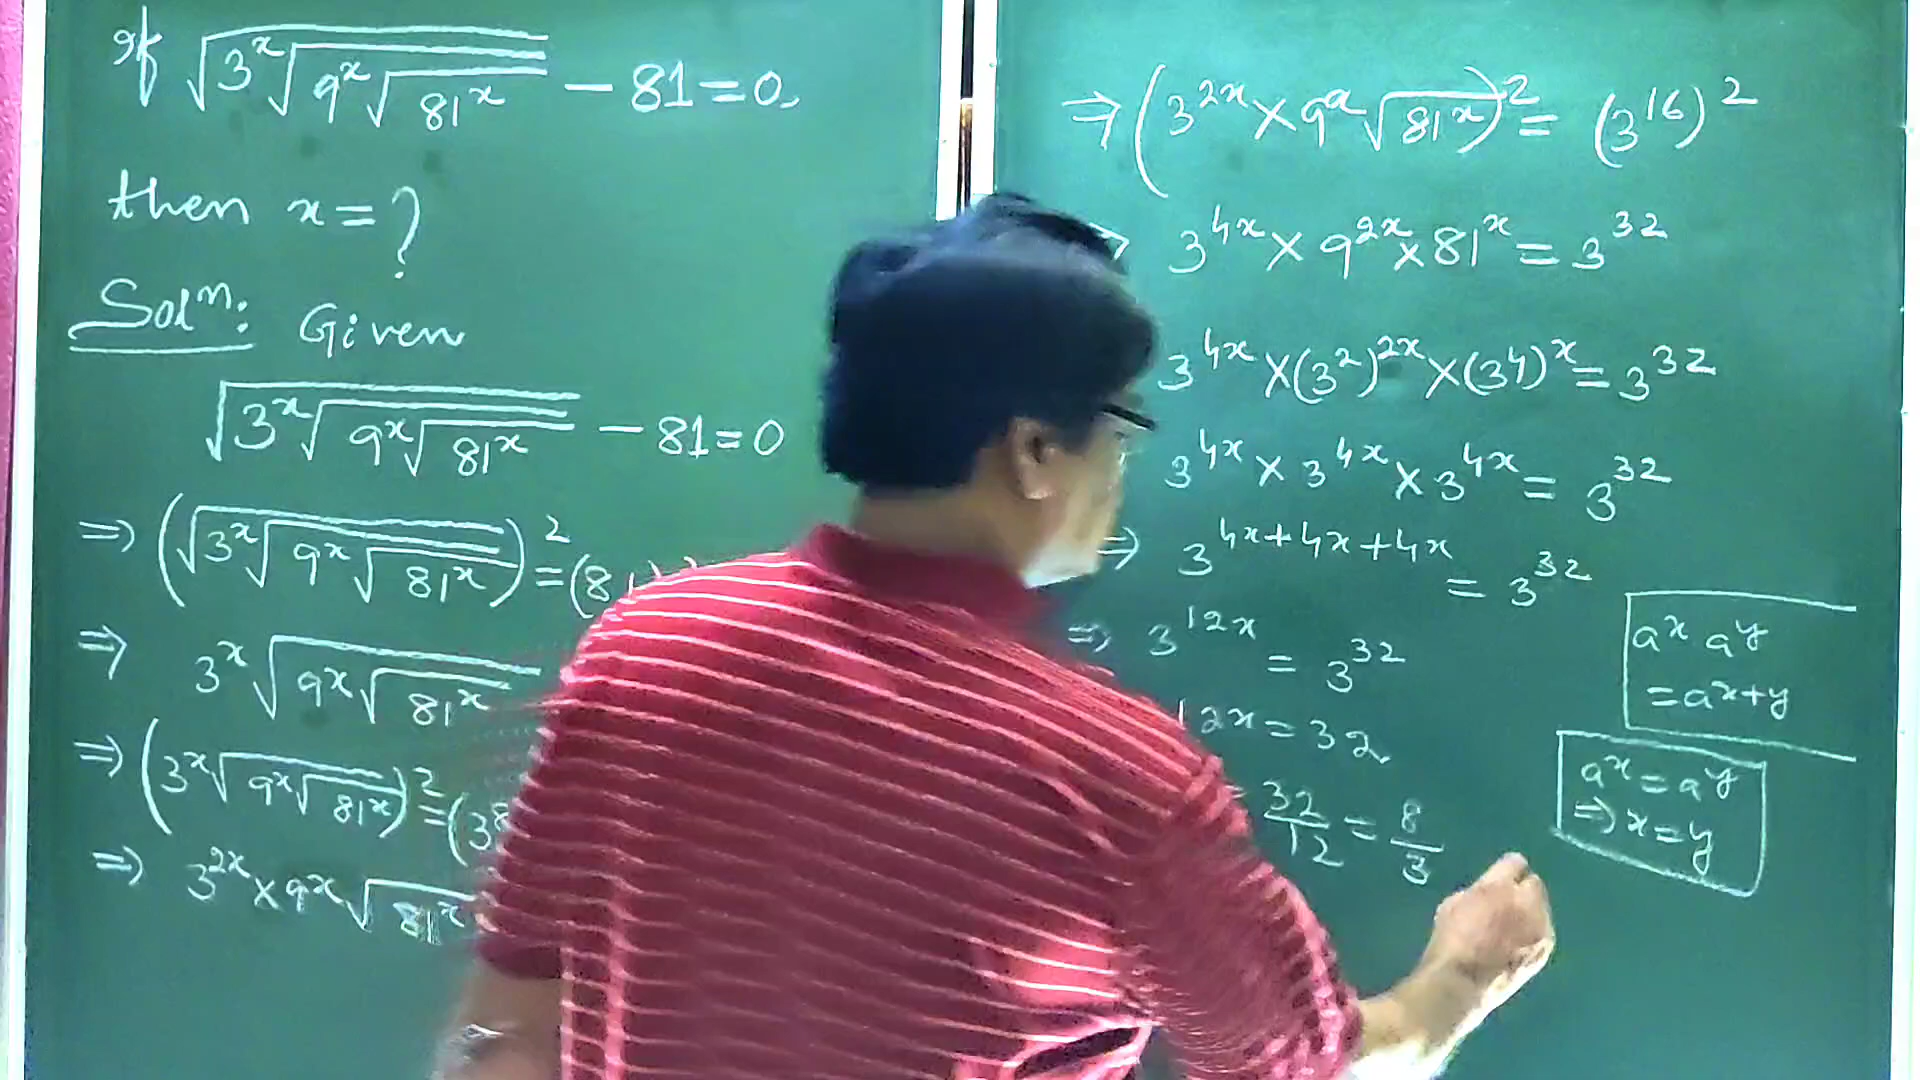 If √(3^x √(9^x √(81^x))) − 81 = 0,
then x = ?
Solⁿ: Given
√(3^x √(9^x √(81^x))) − 81 = 0
⇒ (√(3^x √(9^x √(81^x))))^2 = (81
⇒ 3^x √(9^x √(81^x))
⇒ (3^x √(9^x √(81^x)))^2 = (3^8
⇒ 3^2x × 9^x √(81^x)
⇒ (3^2x × 9^x √(81^x))^2 = (3^16)^2
3^4x × 9^2x × 81^x = 3^32
3^4x × (3^2)^2x × (3^4)^x = 3^32
3^4x × 3^4x × 3^4x = 3^32
⇒ 3^(4x+4x+4x) = 3^32
⇒ 3^12x = 3^32
12x = 32
= 32/12 = 8/3
a^x a^y
= a^(x+y)
a^x = a^y
⇒ x = y